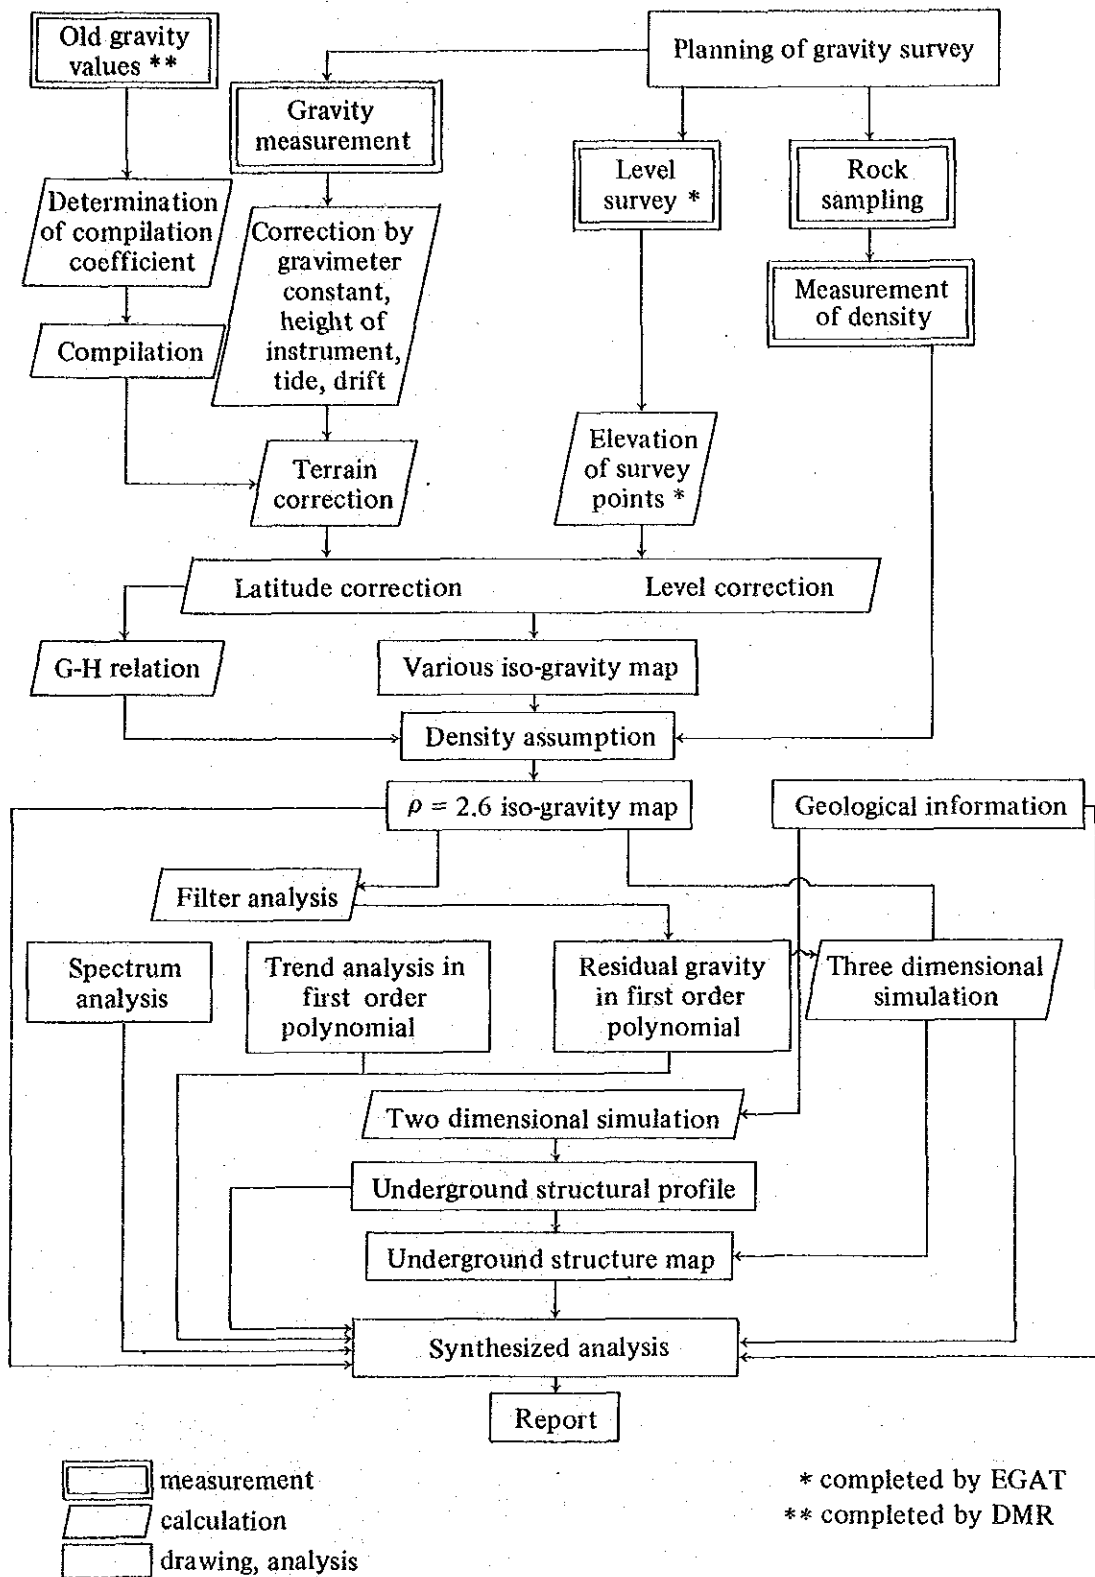 Old gravity
values **
Planning of gravity survey
Gravity
measurement
Level
survey *
Rock
sampling
Determination
of compilation
coefficient
Correction by
gravimeter
constant,
height of
instrument,
tide, drift
Measurement
of density
Compilation
Terrain
correction
Elevation
of survey
points *
Latitude correction
Level correction
G-H relation
Various iso-gravity map
Density assumption
ρ = 2.6 iso-gravity map
Geological information
Filter analysis
Spectrum
analysis
Trend analysis in
first order
polynomial
Residual gravity
in first order
polynomial
Three dimensional
simulation
Two dimensional simulation
Underground structural profile
Underground structure map
Synthesized analysis
Report
measurement
calculation
drawing, analysis
* completed by EGAT
** completed by DMR